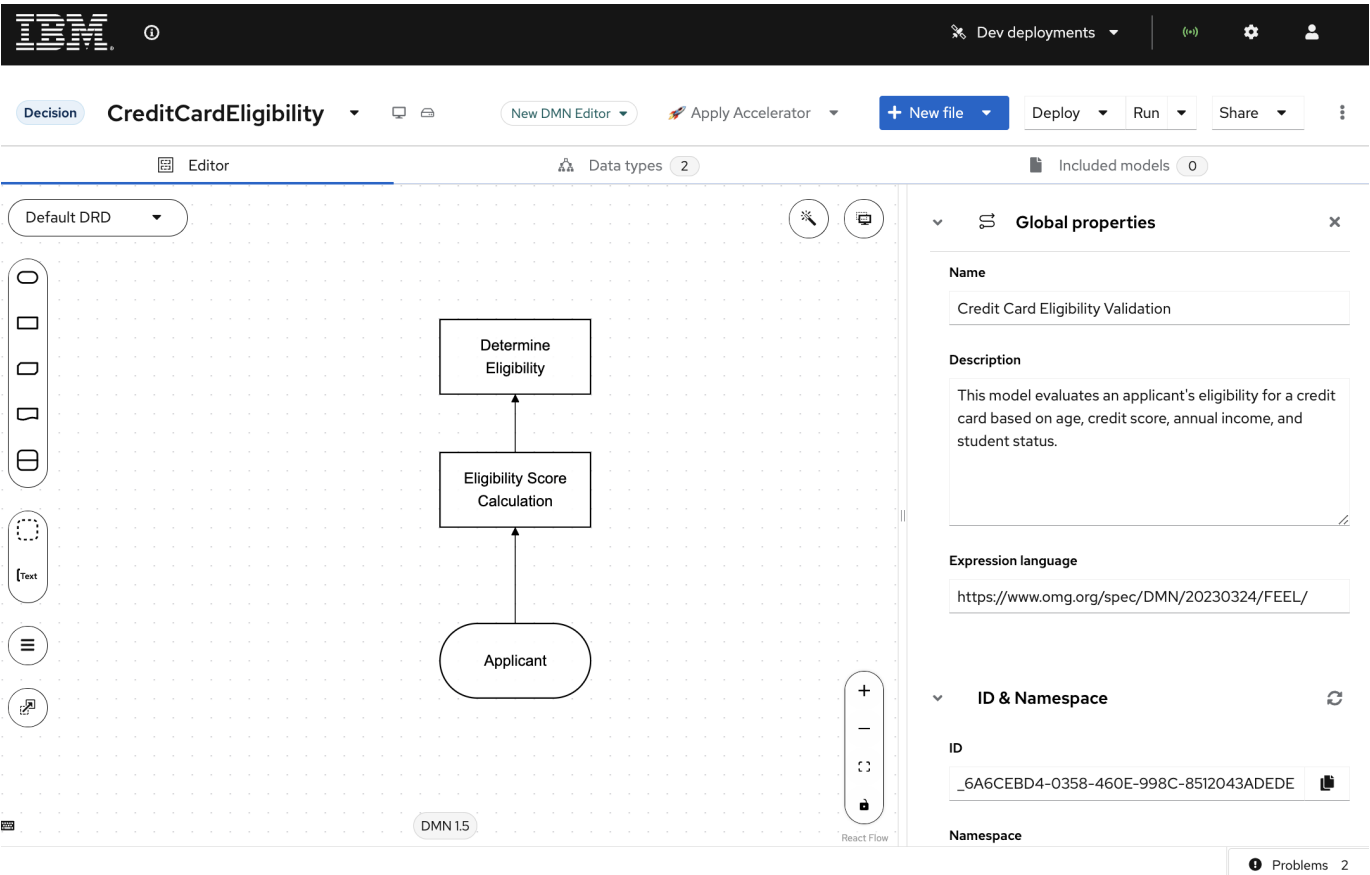 IBM
Dev deployments
Decision
CreditCardEligibility
New DMN Editor
Apply Accelerator
New file
Deploy
Run
Share
Editor
Data types 2
Included models 0
Default DRD
Text
Determine
Eligibility
Eligibility Score
Calculation
Applicant
DMN 1.5
React Flow
Global properties
Name
Credit Card Eligibility Validation
Description
This model evaluates an applicant's eligibility for a credit
card based on age, credit score, annual income, and
student status.
Expression language
https://www.omg.org/spec/DMN/20230324/FEEL/
ID & Namespace
ID
_6A6CEBD4-0358-460E-998C-8512043ADEDE
Namespace
Problems 2